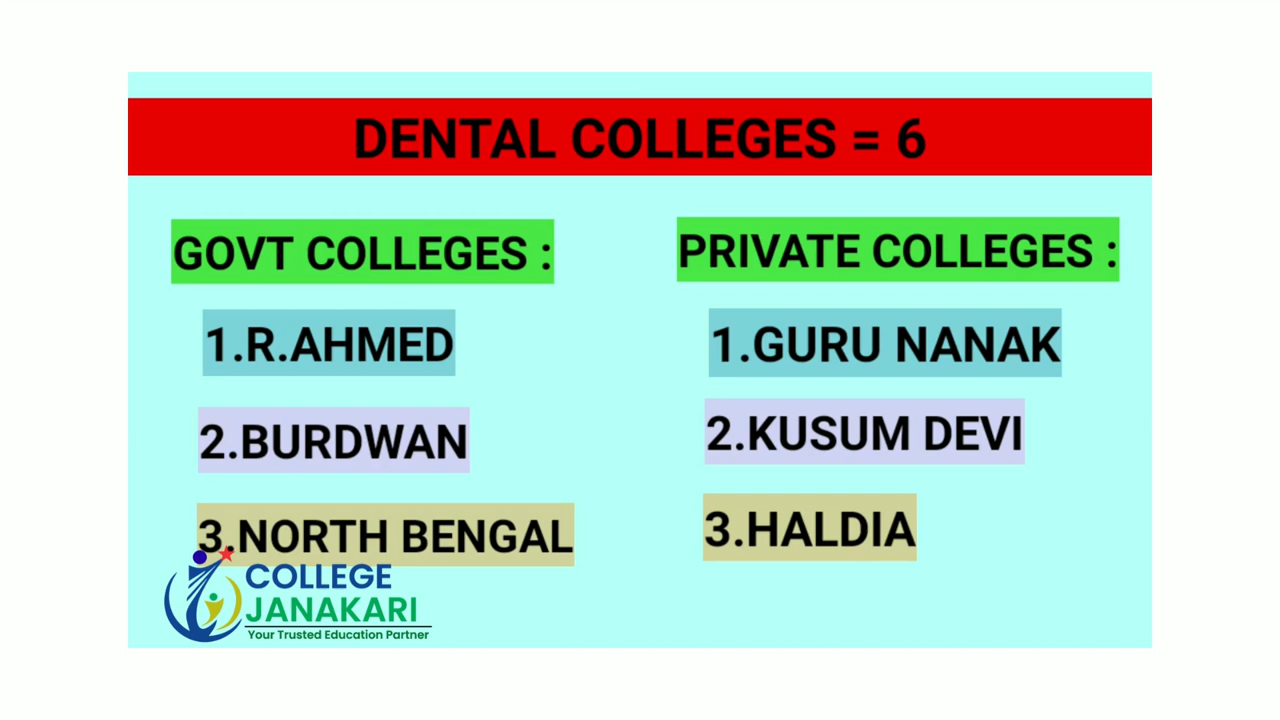 DENTAL COLLEGES = 6
GOVT COLLEGES :
1.R.AHMED
2.BURDWAN
3.NORTH BENGAL
PRIVATE COLLEGES :
1.GURU NANAK
2.KUSUM DEVI
3.HALDIA
COLLEGE
JANAKARI
Your Trusted Education Partner